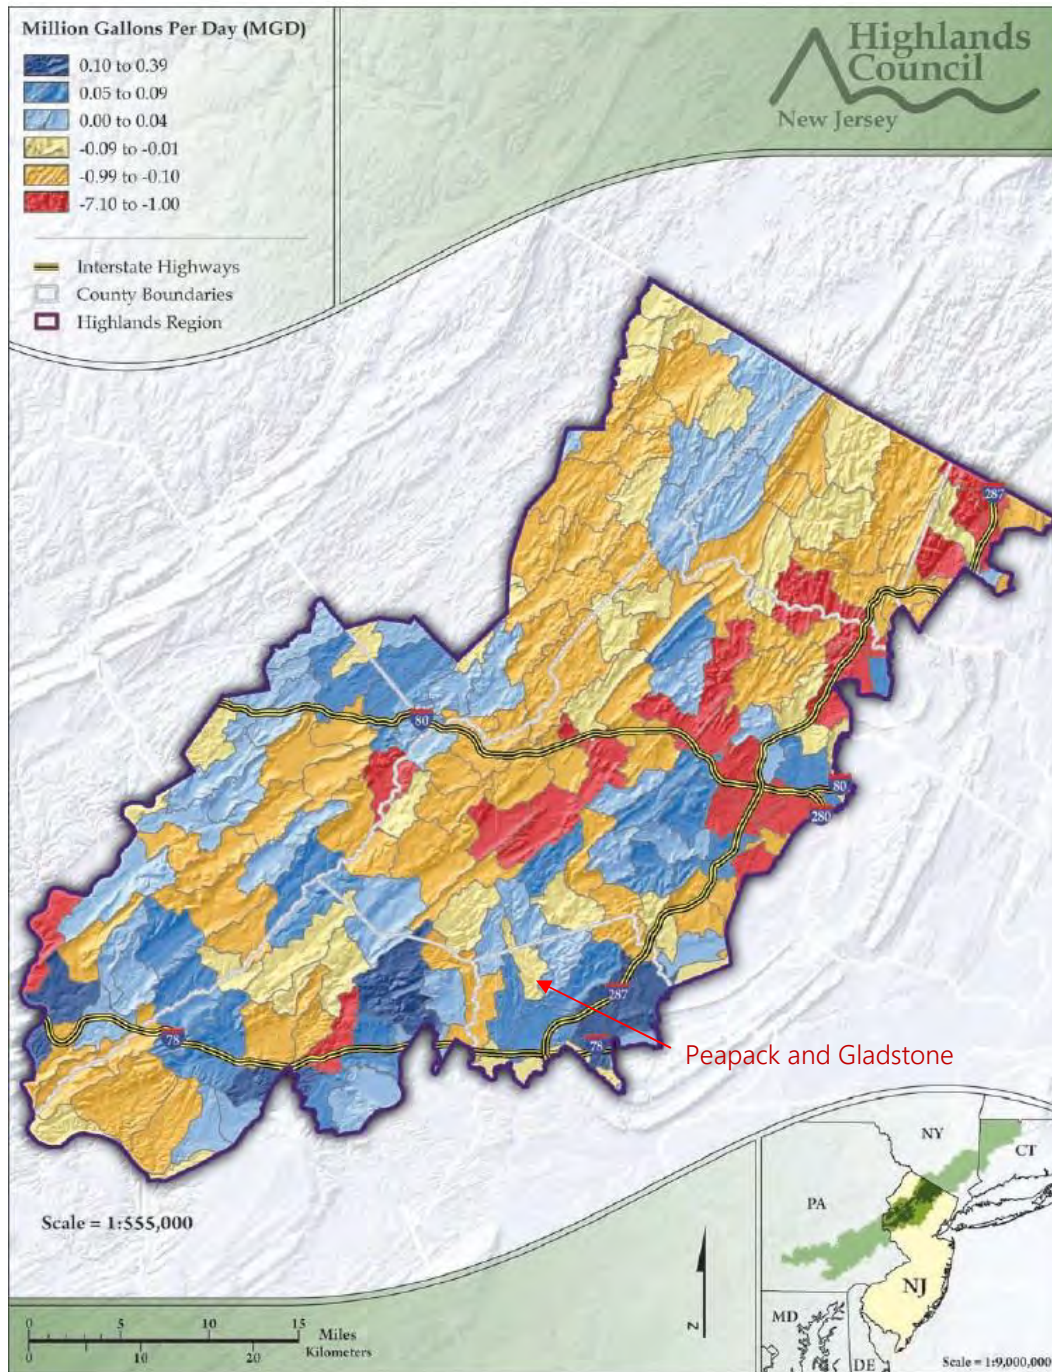 Million Gallons Per Day (MGD)
0.10 to 0.39
0.05 to 0.09
0.00 to 0.04
-0.09 to -0.01
-0.99 to -0.10
-7.10 to -1.00
Interstate Highways
County Boundaries
Highlands Region
Highlands
Council
New Jersey
287
80
80
280
287
78
78
Peapack and Gladstone
Scale = 1:555,000
0 5 10 15
Miles
Kilometers
0 10 20
N
NY
CT
PA
NJ
MD
DE
Scale = 1:9,000,000